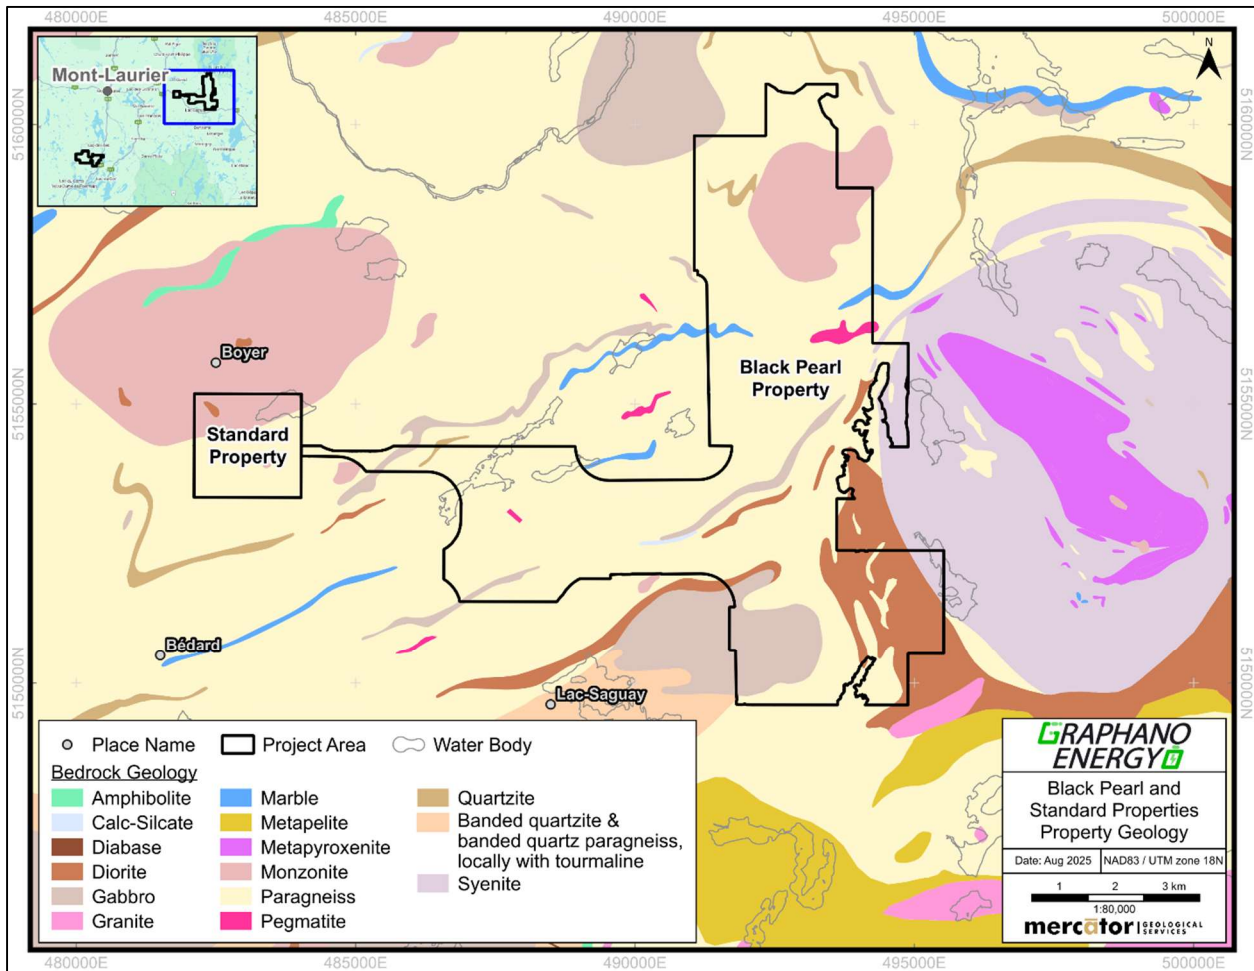 480000E 485000E 490000E 495000E 500000E
N
Mont-Laurier
5160000N
5160000N
Boyer
5155000N
5155000N
Black Pearl
Property
Standard
Property
Bédard
5150000N
5150000N
Lac-Saguay
Place Name Project Area Water Body
Bedrock Geology
Amphibolite
Calc-Silcate
Diabase
Diorite
Gabbro
Granite
Marble
Metapelite
Metapyroxenite
Monzonite
Paragneiss
Pegmatite
Quartzite
Banded quartzite &
banded quartz paragneiss,
locally with tourmaline
Syenite
GRAPHANO
ENERGY
Black Pearl and
Standard Properties
Property Geology
Date: Aug 2025 NAD83 / UTM zone 18N
1 2 3 km
1:80,000
mercator GEOLOGICAL
SERVICES
480000E 485000E 490000E 495000E 500000E